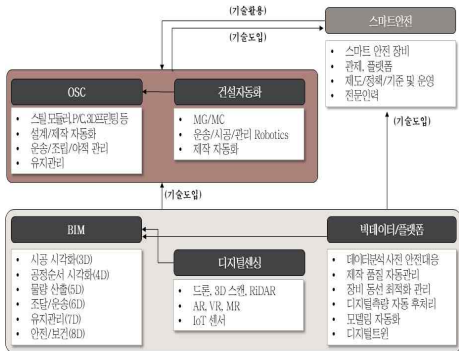 (기술활용)
(기술도입)
스마트안전
• 스마트 안전 장비
• 관제, 플랫폼
• 제도/정책/기준 및 운영
• 전문인력
OSC
• 스틸 모듈러, P/C, 3D프린팅 등
• 설계/제작 자동화
• 운송/조립/야적 관리
• 유지관리
건설자동화
• MG/MC
• 운송/시공/관리 Robotics
• 제작 자동화
(기술도입)
(기술도입)
BIM
• 시공 시각화(3D)
• 공정순서 시각화(4D)
• 물량 산출(5D)
• 조달/운송(6D)
• 유지관리(7D)
• 안전/보건(8D)
디지털센싱
• 드론, 3D 스캔, RiDAR
• AR, VR, MR
• IoT 센서
빅데이터/플랫폼
• 데이터분석 사전 안전대응
• 제작 품질 자동관리
• 장비 동선 최적화 관리
• 디지털측량 자동 후처리
• 모델링 자동화
• 디지털트윈